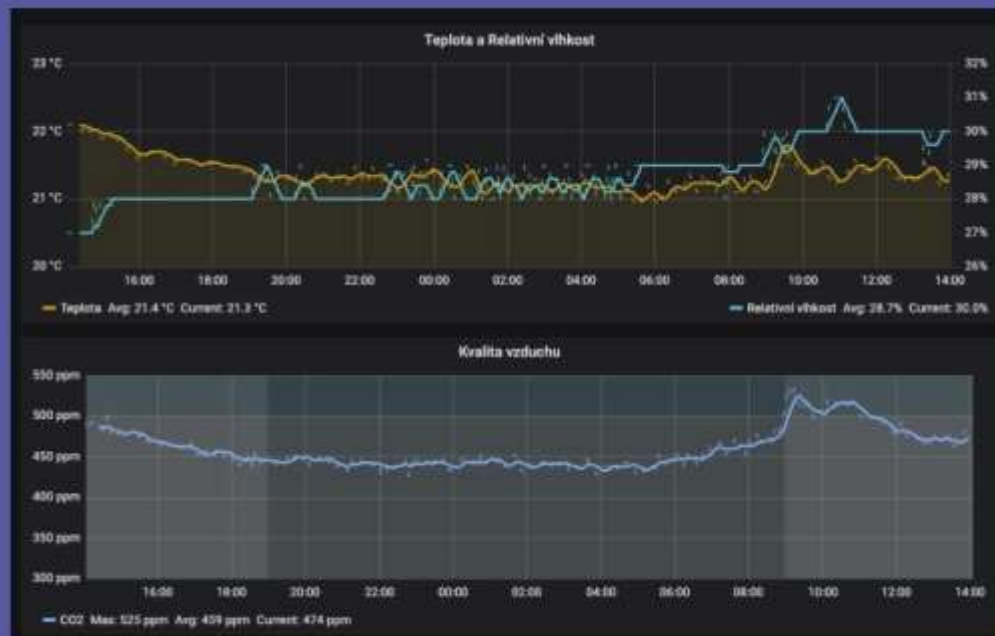 Teplota a Relativní vlhkost
23 °C
22 °C
21 °C
20 °C
32%
31%
30%
29%
28%
27%
26%
16:00 18:00 20:00 22:00 00:00 02:00 04:00 06:00 08:00 10:00 12:00 14:00
Teplota Avg: 21.4 °C Current: 21.3 °C
Relativní vlhkost Avg: 28.7% Current: 30.0%
Kvalita vzduchu
550 ppm
500 ppm
450 ppm
400 ppm
350 ppm
300 ppm
16:00 18:00 20:00 22:00 00:00 02:00 04:00 06:00 08:00 10:00 12:00 14:00
CO2 Max: 525 ppm Avg: 459 ppm Current: 474 ppm